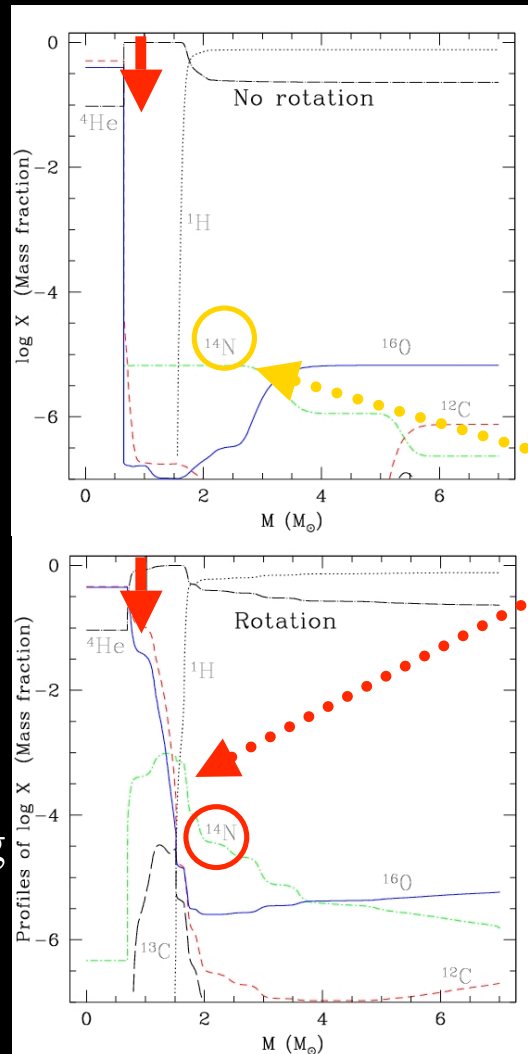 0
⁴He
No rotation
-2
¹H
log X (Mass fraction)
-4
¹⁴N
¹⁶O
¹²C
-6
0 2 4 6
M (M☉)
0
⁴He
Rotation
¹H
-2
Profiles of log X (Mass fraction)
-4
¹⁴N
¹⁶O
¹³C
¹²C
-6
0 2 4 6
M (M☉)